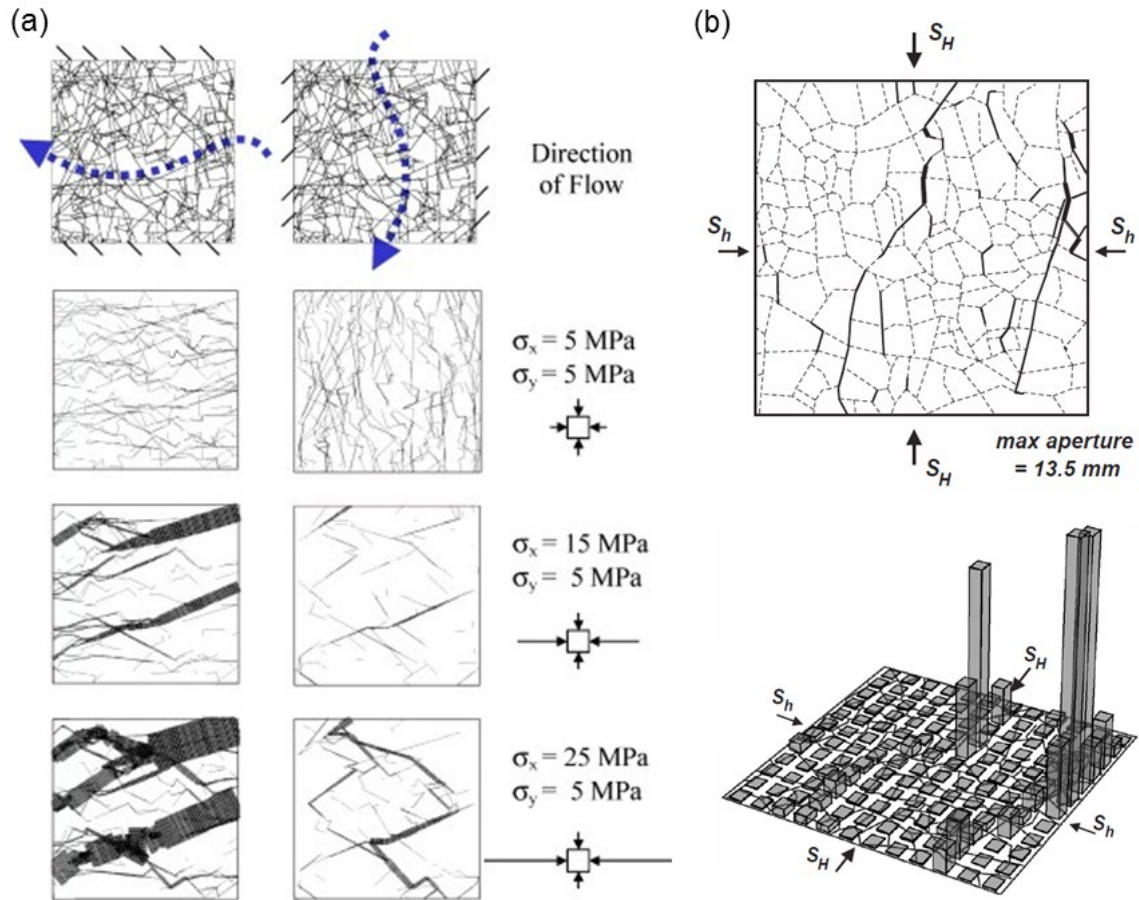 (a)
Direction
of Flow
σx = 5 MPa
σy = 5 MPa
σx = 15 MPa
σy = 5 MPa
σx = 25 MPa
σy = 5 MPa
(b)
SH
Sh
Sh
SH
max aperture
= 13.5 mm
SH
Sh
Sh
SH